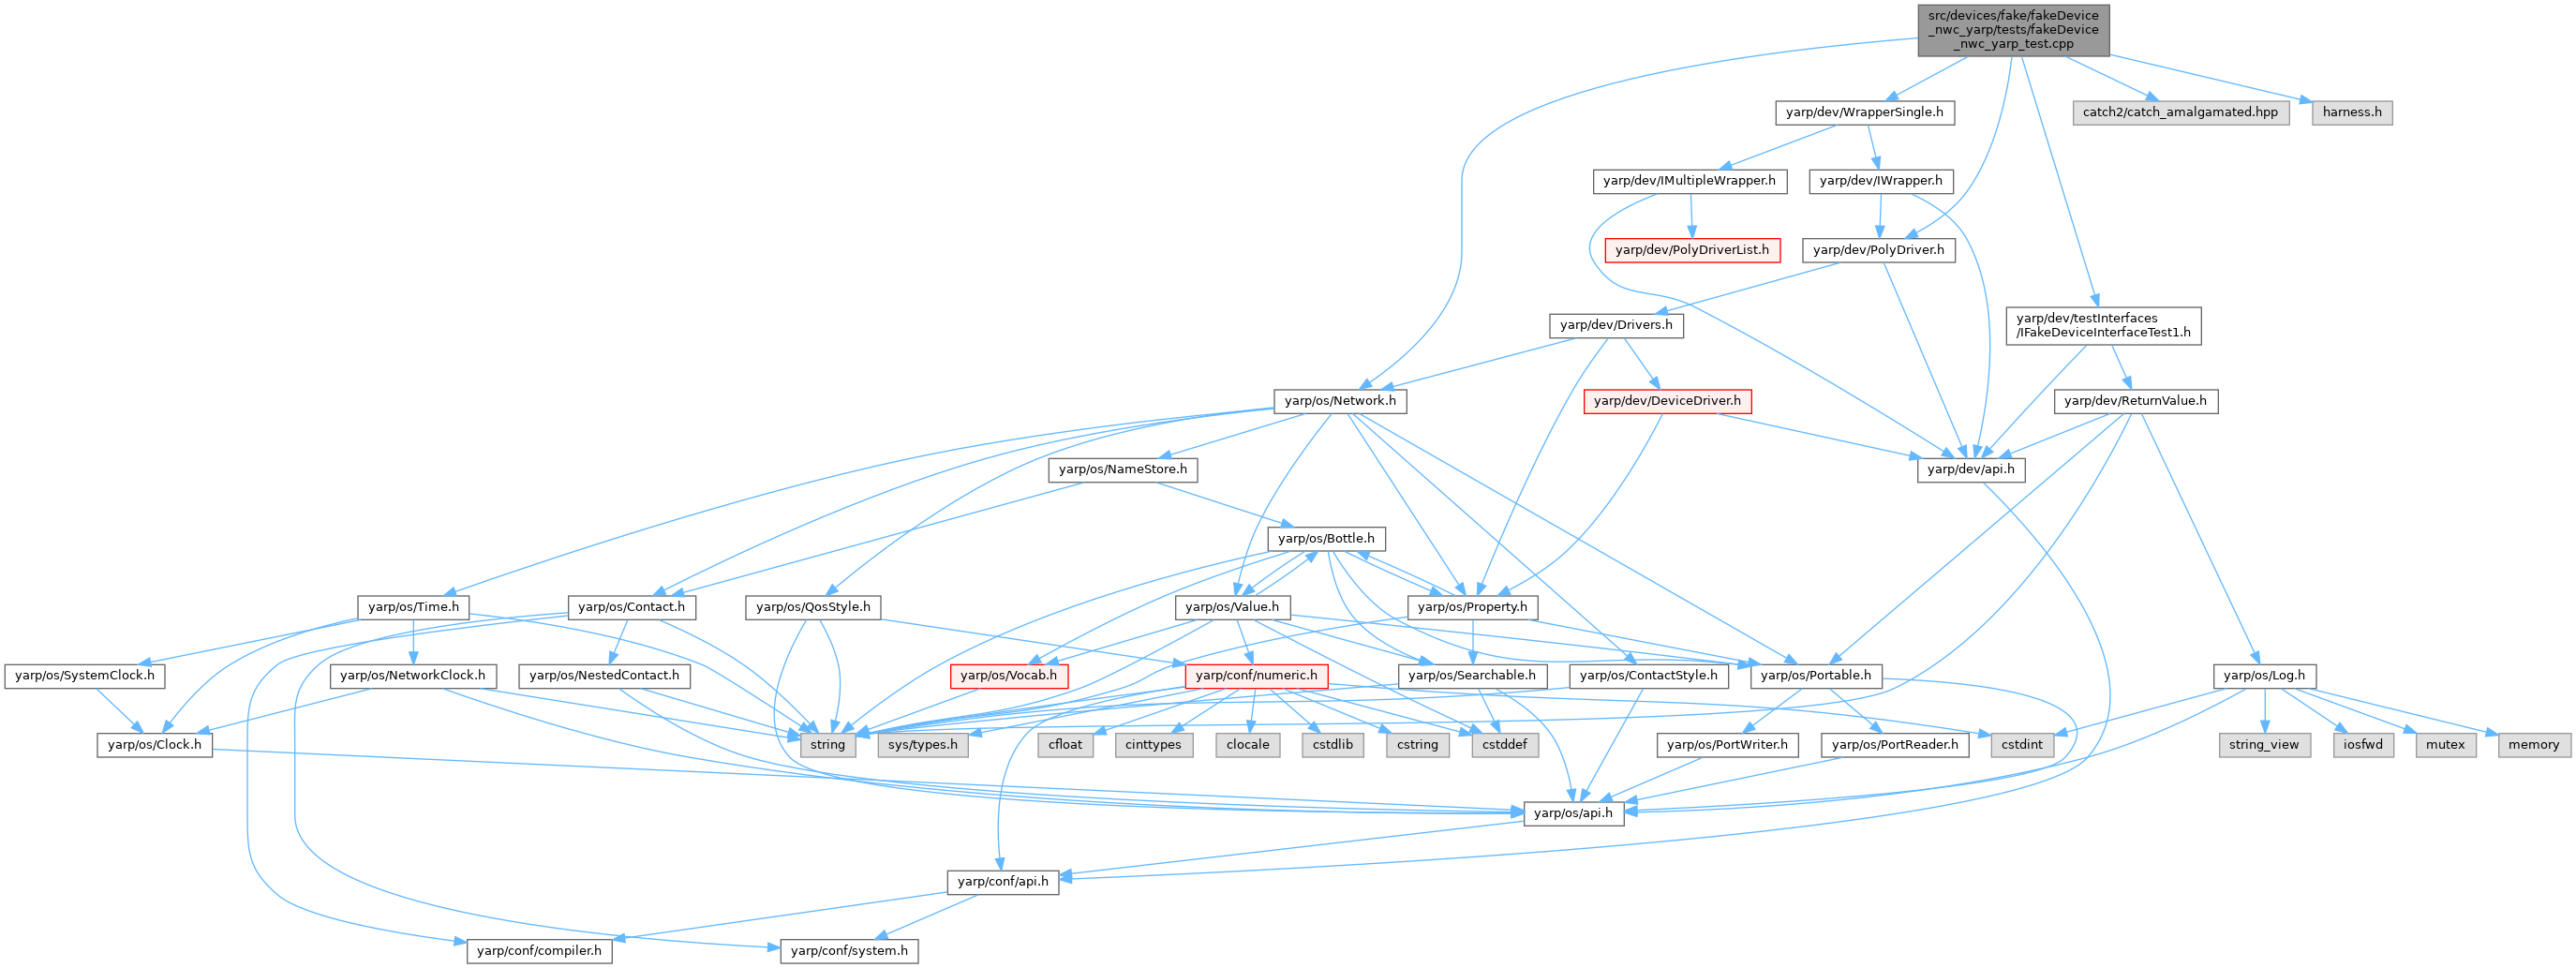 src/devices/fake/fakeDevice
_nwc_yarp/tests/fakeDevice
_nwc_yarp_test.cpp
yarp/dev/WrapperSingle.h
catch2/catch_amalgamated.hpp
harness.h
yarp/dev/IMultipleWrapper.h
yarp/dev/IWrapper.h
yarp/dev/PolyDriverList.h
yarp/dev/PolyDriver.h
yarp/dev/Drivers.h
yarp/dev/testInterfaces
/IFakeDeviceInterfaceTest1.h
yarp/os/Network.h
yarp/dev/DeviceDriver.h
yarp/dev/ReturnValue.h
yarp/os/NameStore.h
yarp/dev/api.h
yarp/os/Bottle.h
yarp/os/Time.h
yarp/os/Contact.h
yarp/os/QosStyle.h
yarp/os/Value.h
yarp/os/Property.h
yarp/os/SystemClock.h
yarp/os/NetworkClock.h
yarp/os/NestedContact.h
yarp/os/Vocab.h
yarp/conf/numeric.h
yarp/os/Searchable.h
yarp/os/ContactStyle.h
yarp/os/Portable.h
yarp/os/Log.h
yarp/os/Clock.h
string
sys/types.h
cfloat
cinttypes
clocale
cstdlib
cstring
cstddef
yarp/os/PortWriter.h
yarp/os/PortReader.h
cstdint
string_view
iosfwd
mutex
memory
yarp/os/api.h
yarp/conf/api.h
yarp/conf/compiler.h
yarp/conf/system.h